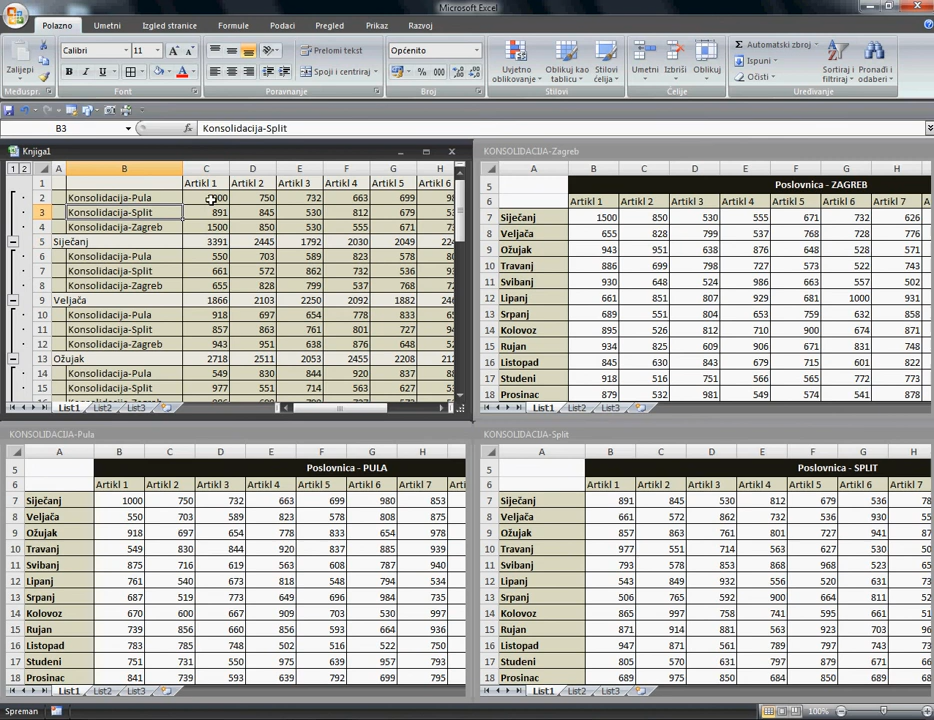 Microsoft Excel
Polazno Umetni Izgled stranice Formule Podaci Pregled Prikaz Razvoj
Zalijepi Calibri 11 Prelomi tekst Općenito Uvjetno oblikovanje Oblikuj kao tablicu Stilovi ćelije Umetni Izbriši Oblikuj Automatski zbroj Ispuni Očisti Sortiraj i filtriraj Pronađi i odaberi
Međuspr... Font Poravnanje Broj Stilovi Ćelije Uređivanje
B3 Konsolidacija-Split
Knjiga1
A B C D E F G H
1 Artikl 1 Artikl 2 Artikl 3 Artikl 4 Artikl 5 Artikl 6
2 Konsolidacija-Pula 750 732 663 699
3 Konsolidacija-Split 891 845 530 812 679
4 Konsolidacija-Zagreb 1500 850 530 555 671
5 Siječanj 3391 2445 1792 2030 2049
6 Konsolidacija-Pula 550 703 589 823 578
7 Konsolidacija-Split 661 572 862 732 536
8 Konsolidacija-Zagreb 655 828 799 537 768
9 Veljača 1866 2103 2250 2092 1882
10 Konsolidacija-Pula 918 697 654 778 833
11 Konsolidacija-Split 857 863 761 801 727
12 Konsolidacija-Zagreb 943 951 638 876 648
13 Ožujak 2718 2511 2053 2455 2208
14 Konsolidacija-Pula 549 830 844 920 837
15 Konsolidacija-Split 977 551 714 563 627
List1 List2 List3
KONSOLIDACIJA-Zagreb
A B C D E F G H
5 Poslovnica - ZAGREB
6 Artikl 1 Artikl 2 Artikl 3 Artikl 4 Artikl 5 Artikl 6 Artikl 7
7 Siječanj 1500 850 530 555 671 732 626
8 Veljača 655 828 799 537 768 728 776
9 Ožujak 943 951 638 876 648 528 571
10 Travanj 886 699 798 727 573 522 743
11 Svibanj 930 648 524 986 663 557 502
12 Lipanj 661 851 807 929 681 1000 931
13 Srpanj 689 551 804 653 759 632 858
14 Kolovoz 895 526 812 710 900 704 871
15 Rujan 934 825 609 906 771 664 881
16 Listopad 845 630 843 679 715 601 822
17 Studeni 918 516 751 566 565 772 773
18 Prosinac 879 532 981 549 574 541 878
List1 List2 List3
KONSOLIDACIJA-Pula
A B C D E F G H
5 Poslovnica - PULA
6 Artikl 1 Artikl 2 Artikl 3 Artikl 4 Artikl 5 Artikl 6 Artikl 7
7 Siječanj 1000 750 732 663 699 980 853
8 Veljača 550 703 589 823 578 808 875
9 Ožujak 918 697 654 778 833 654 978
10 Travanj 549 830 844 920 837 885 939
11 Svibanj 875 716 619 563 608 787 940
12 Lipanj 761 540 673 818 548 794 534
13 Srpanj 687 519 773 649 696 984 735
14 Kolovoz 670 600 667 909 703 530 997
15 Rujan 739 856 660 856 593 664 936
16 Listopad 783 785 748 502 516 522 750
17 Studeni 751 731 550 975 639 957 793
18 Prosinac 841 739 593 639 792 699 795
List1 List2 List3
KONSOLIDACIJA-Split
A B C D E F G H
5 Poslovnica - SPLIT
6 Artikl 1 Artikl 2 Artikl 3 Artikl 4 Artikl 5 Artikl 6 Artikl 7
7 Siječanj 891 845 530 812 679 536
8 Veljača 661 572 862 732 536 930
9 Ožujak 857 863 761 801 727 941
10 Travanj 977 551 714 563 627 530
11 Svibanj 793 578 853 868 968 523
12 Lipanj 543 849 932 556 520 631
13 Srpanj 506 765 592 900 664 811
14 Kolovoz 865 997 758 741 595 661
15 Rujan 871 914 881 563 923 703
16 Listopad 947 871 561 789 797 743
17 Studeni 805 570 631 797 879 671
18 Prosinac 689 975 684 850 689 850
List1 List2 List3
Spreman 100%